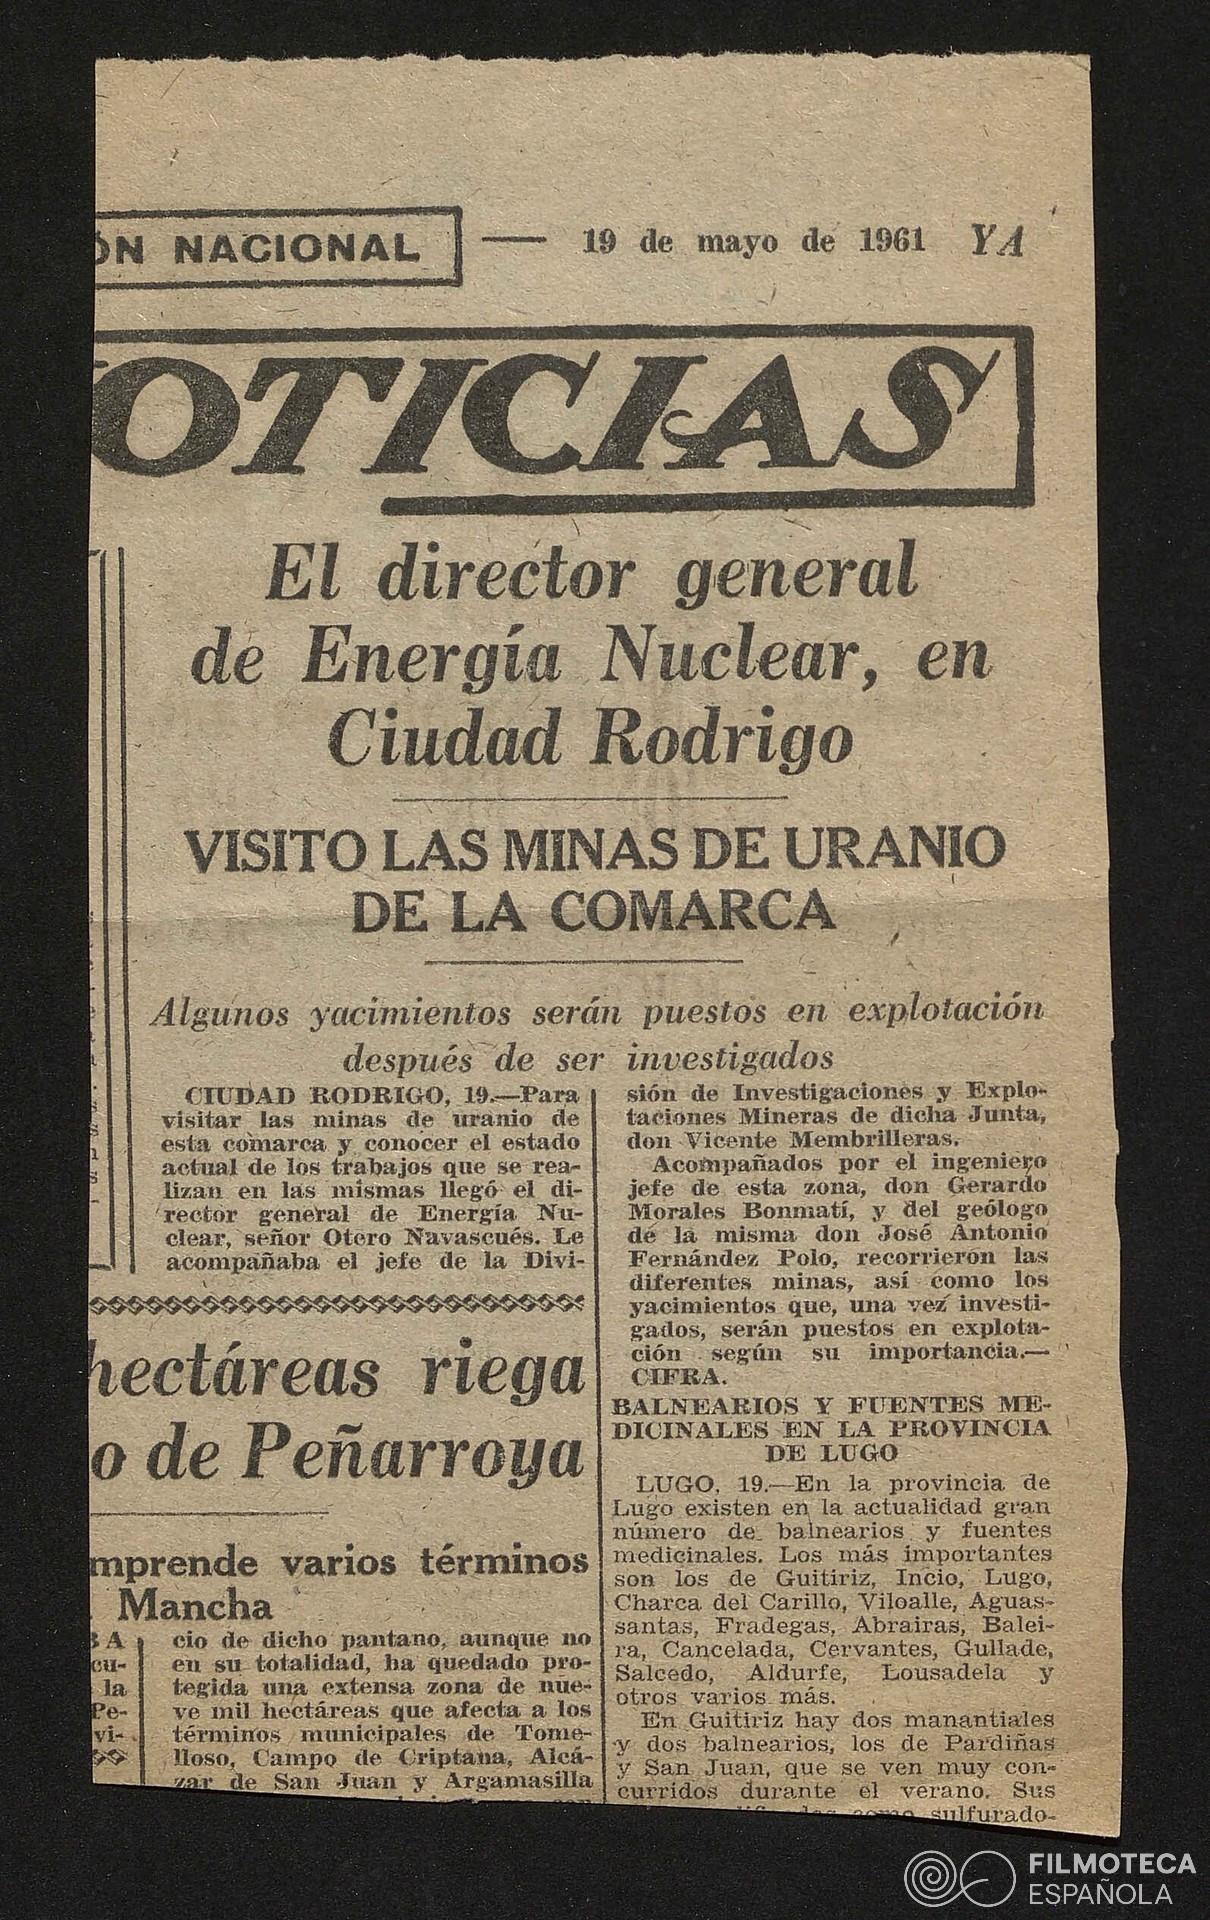 ÓN NACIONAL — 19 de mayo de 1961 YA
OTICIAS
El director general
de Energía Nuclear, en
Ciudad Rodrigo
VISITO LAS MINAS DE URANIO
DE LA COMARCA
Algunos yacimientos serán puestos en explotación
después de ser investigados
CIUDAD RODRIGO, 19.—Para
visitar las minas de uranio de
esta comarca y conocer el estado
actual de los trabajos que se rea-
lizan en las mismas llegó el di-
rector general de Energía Nu-
clear, señor Otero Navascués. Le
acompañaba el jefe de la Divi-
sión de Investigaciones y Explo-
taciones Mineras de dicha Junta,
don Vicente Membrilleras.
Acompañados por el ingeniero
jefe de esta zona, don Gerardo
Morales Bonmatí, y del geólogo
de la misma don José Antonio
Fernández Polo, recorrieron las
diferentes minas, así como los
yacimientos que, una vez investi-
gados, serán puestos en explota-
ción según su importancia.—
CIFRA.
BALNEARIOS Y FUENTES ME-
DICINALES EN LA PROVINCIA
DE LUGO
LUGO, 19.—En la provincia de
Lugo existen en la actualidad gran
número de balnearios y fuentes
medicinales. Los más importantes
son los de Guitiriz, Incio, Lugo,
Charca del Carillo, Viloalle, Aguas-
santas, Fradegas, Abrairas, Balei-
ra, Cancelada, Cervantes, Gullade,
Salcedo, Aldurfe, Lousadela y
otros varios más.
En Guitiriz hay dos manantiales
y dos balnearios, los de Pardiñas
y San Juan, que se ven muy con-
curridos durante el verano. Sus
como sulfurado-
hectáreas riega
o de Peñarroya
mprende varios términos
Mancha
BA
cu-
la
Pe-
vi-
cio de dicho pantano, aunque no
en su totalidad, ha quedado pro-
tegida una extensa zona de nue-
ve mil hectáreas que afecta a los
términos municipales de Tome-
lloso, Campo de Criptana, Alcá-
zar de San Juan y Argamasilla
FILMOTECA
ESPAÑOLA